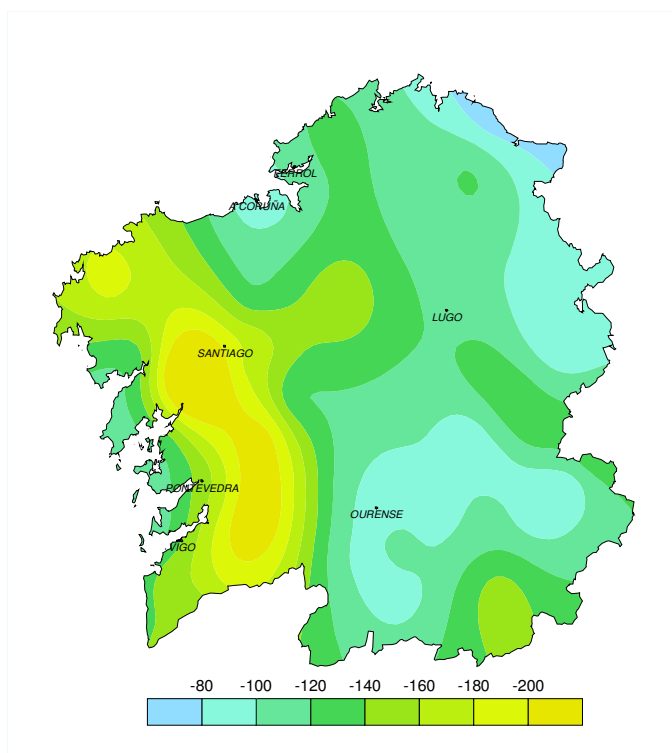 FERROL
A CORUÑA
LUGO
SANTIAGO
PONTEVEDRA
OURENSE
VIGO
-80 -100 -120 -140 -160 -180 -200